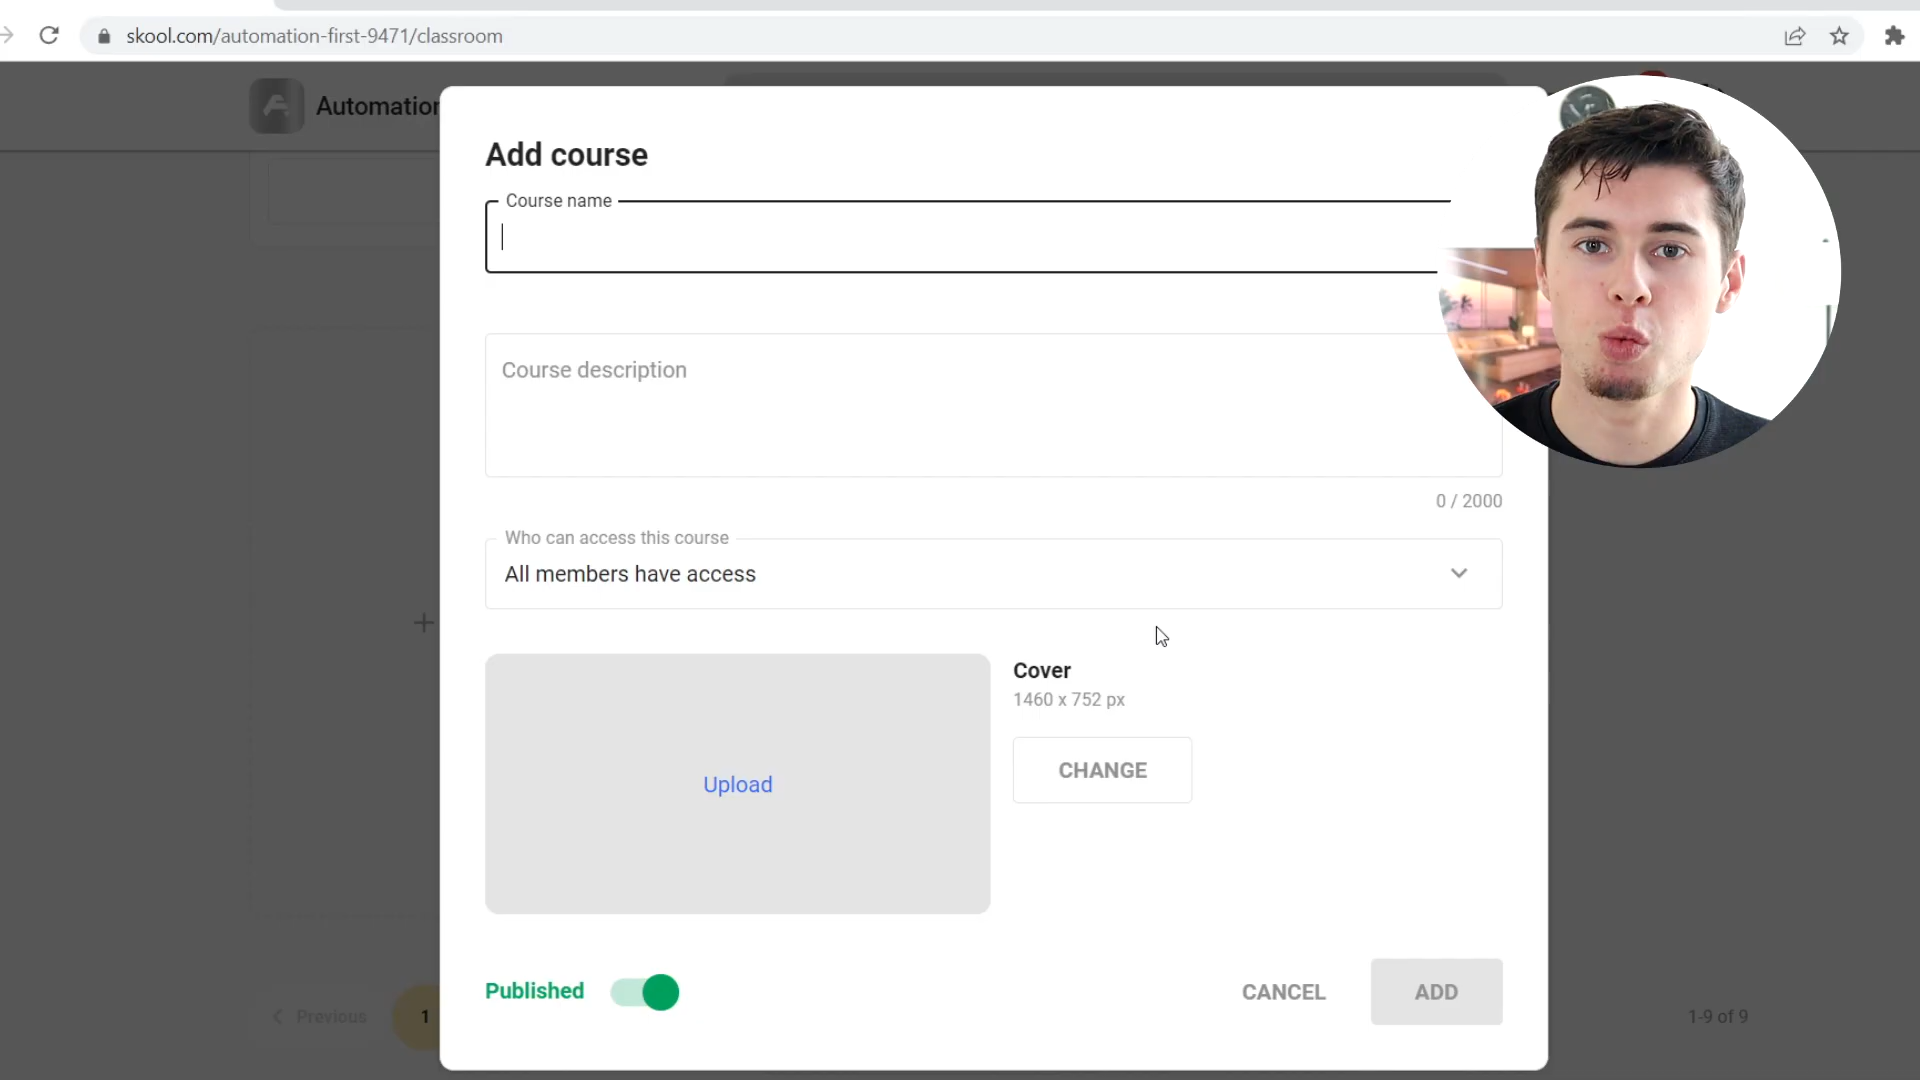 skool.com/automation-first-9471/classroom
Automation
Add course
Course name
Course description
0 / 2000
Who can access this course
All members have access
Cover
1460 x 752 px
Upload
CHANGE
Published
CANCEL
ADD
Previous
1
1-9 of 9